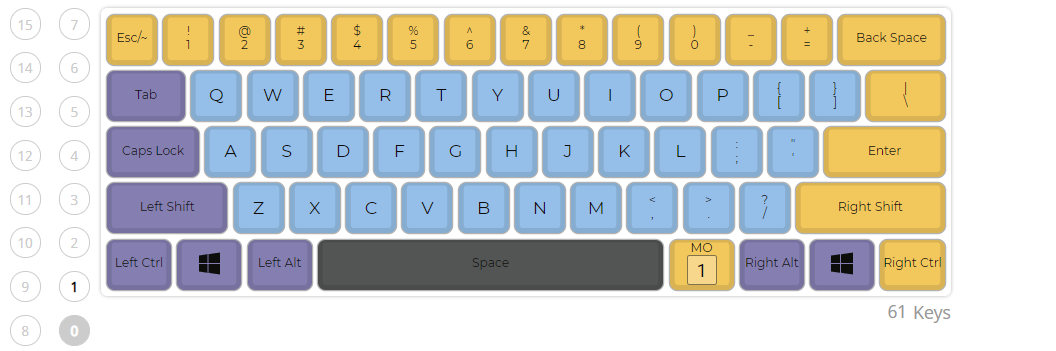 15 7
14 6
13 5
12 4
11 3
10 2
9 1
8 0
Esc/~ ! 1 @ 2 # 3 $ 4 % 5 ^ 6 & 7 * 8 ( 9 ) 0 _ - + = Back Space
Tab Q W E R T Y U I O P { [ } ] | \
Caps Lock A S D F G H J K L : ; " ' Enter
Left Shift Z X C V B N M < , > . ? / Right Shift
Left Ctrl Left Alt Space MO 1 Right Alt Right Ctrl
61 Keys